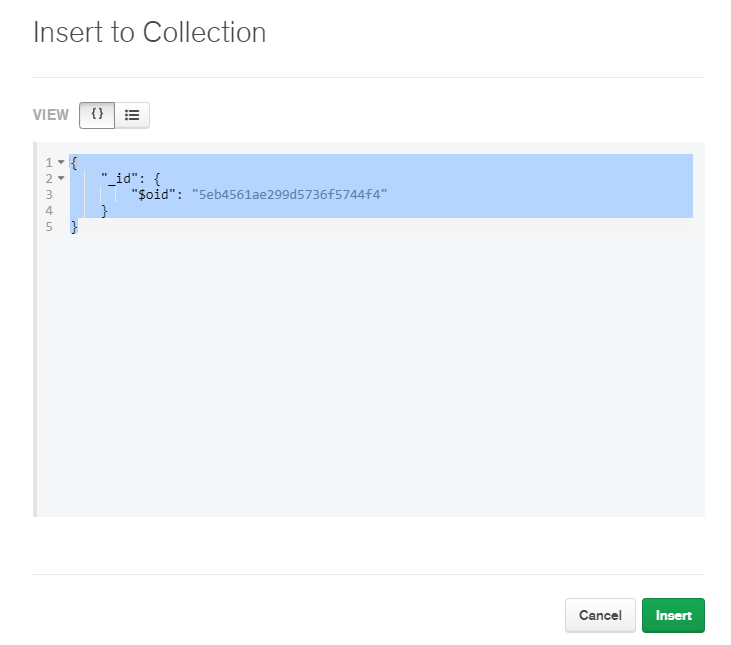 Insert to Collection
VIEW {}
1 {
2 "_id": {
3 "$oid": "5eb4561ae299d5736f5744f4"
4 }
5 }
Cancel Insert